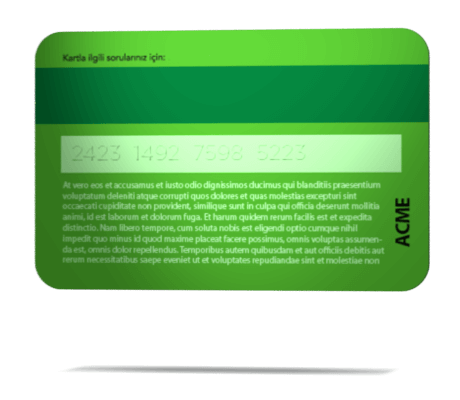 Kartla ilgili sorularınız için:
2423 1492 7598 5223
At vero eos et accusamus et iusto odio dignissimos ducimus qui blanditiis praesentium
voluptatum deleniti atque corrupti quos dolores et quas molestias excepturi sint
occaecati cupiditate non provident, similique sunt in culpa qui officia deserunt mollitia
animi, id est laborum et dolorum fuga. Et harum quidem rerum facilis est et expedita
distinctio. Nam libero tempore, cum soluta nobis est eligendi optio cumque nihil
impedit quo minus id quod maxime placeat facere possimus, omnis voluptas assumen-
da est, omnis dolor repellendus. Temporibus autem quibusdam et aut officiis debitis aut
rerum necessitatibus saepe eveniet ut et voluptates repudiandae sint et molestiae non
ACME